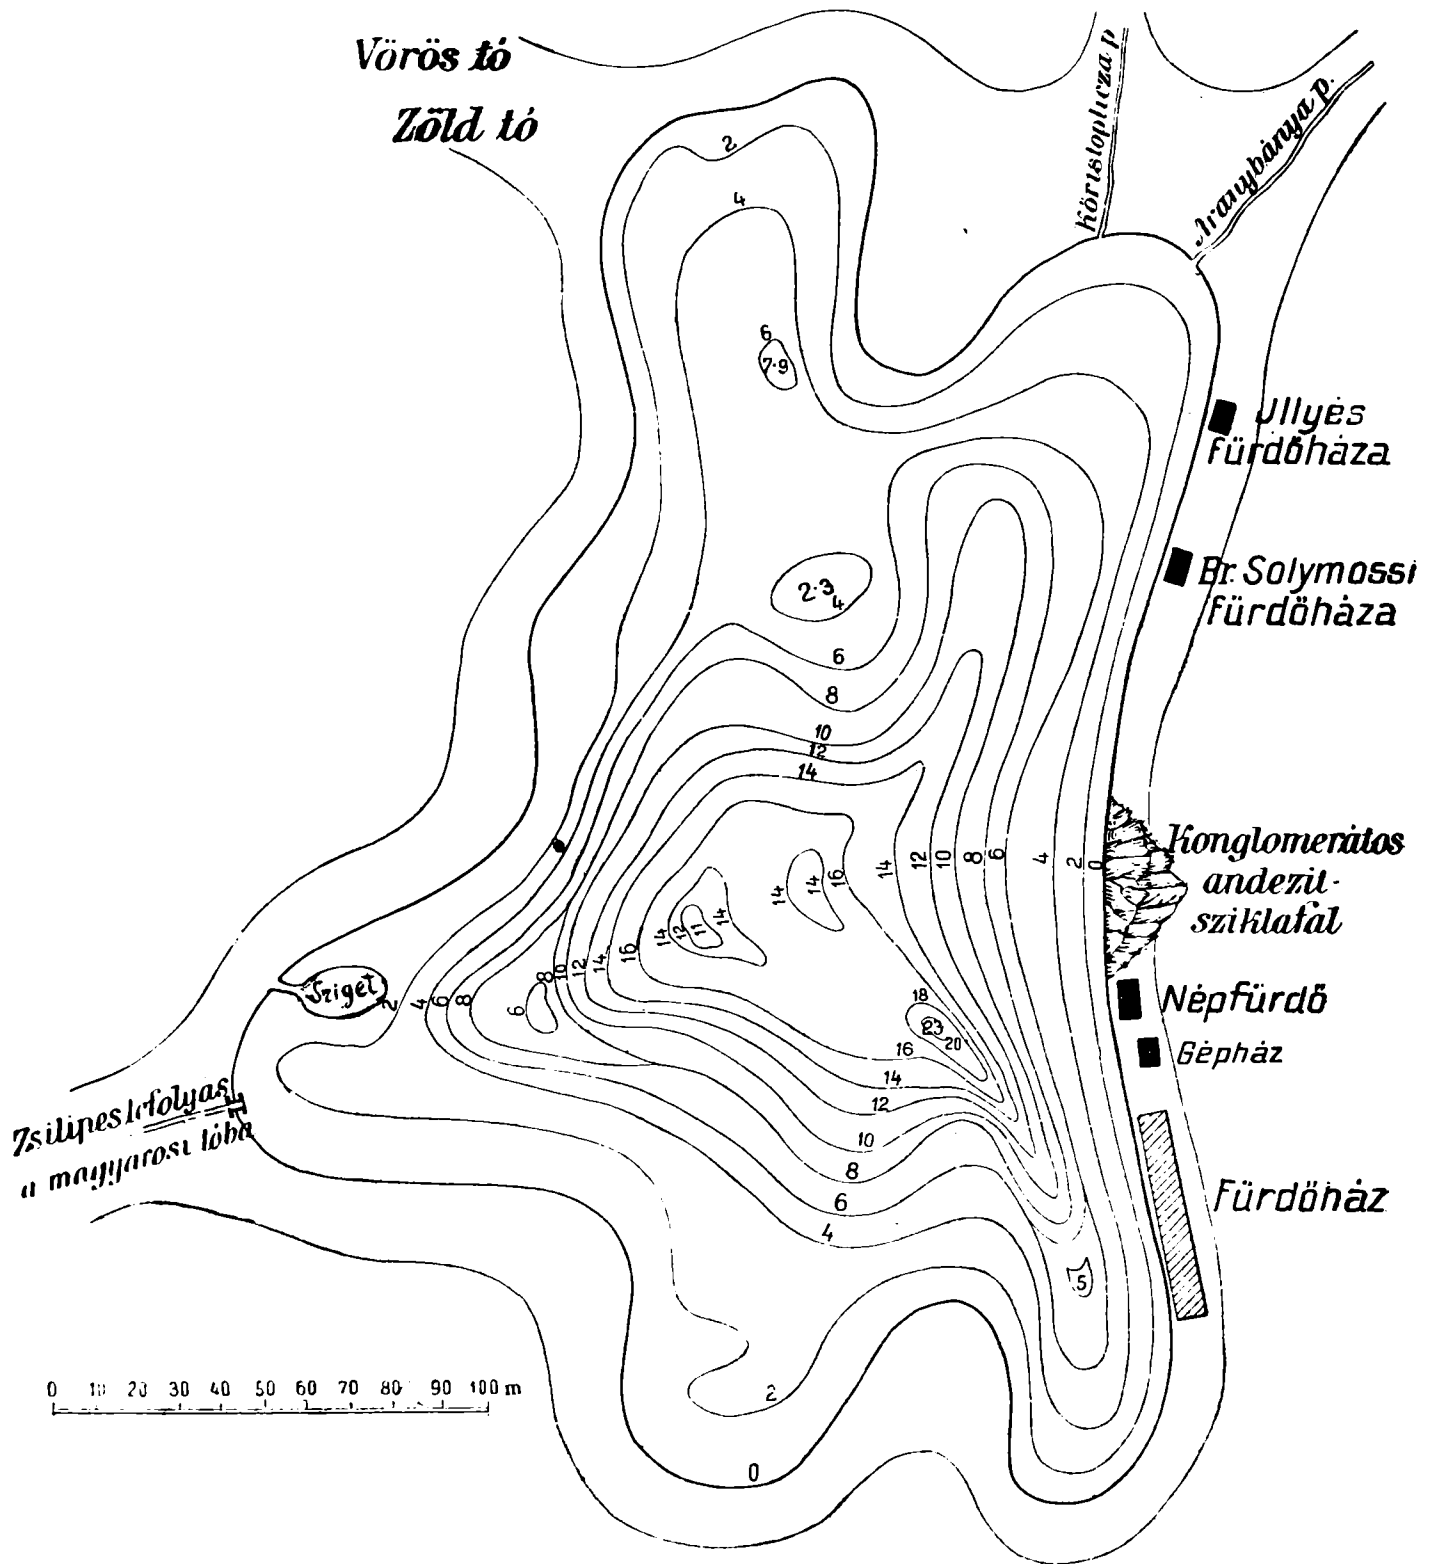 Vörös tó
Zőld tó
Köristoplicza p
Aranybánya p.
2
4
6
7·9
Jllyés
fürdőháza
2·3
4
Br. Solymossi
fürdőháza
6
8
10
12
14
14 12 10 8 6 4 2 0
16
14
14
Konglomerátos
andezit-
sziklafal
14 12 11 14
16
14
12
10
8
6
Sziget
2 4 6 8
18
23
20
16
14
12
10
8
6
4
Népfürdő
Gépház
Zsilipes lefolyás
a magyarosi tóba
Fürdőház
5
0 10 20 30 40 50 60 70 80 90 100 m
2
0